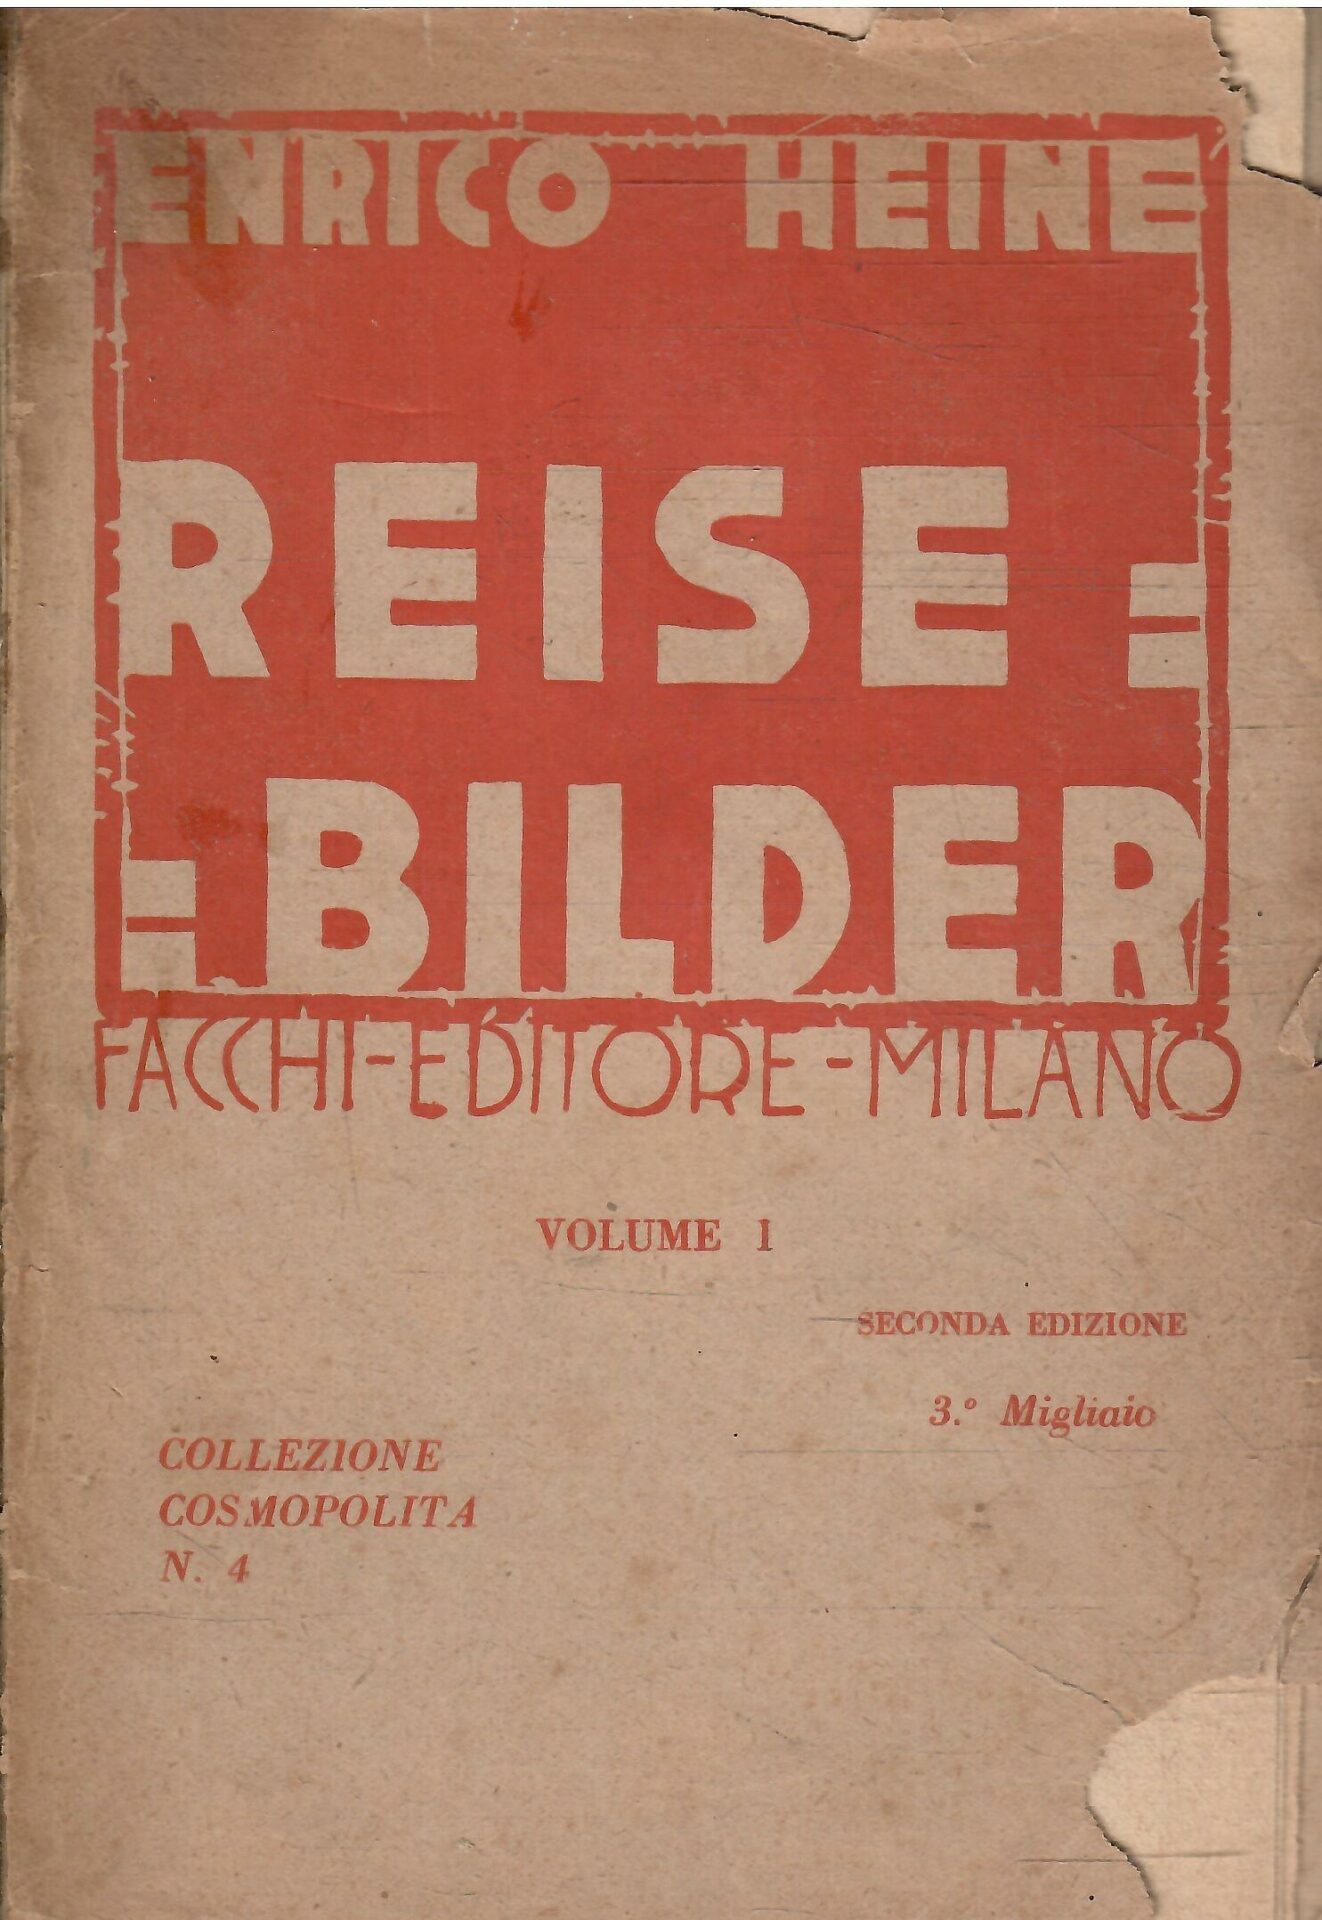 ENRICO HEINE
REISE=
=BILDER
FACCHI-EDITORE-MILANO
VOLUME 1
SECONDA EDIZIONE
3.º Migliaio
COLLEZIONE
COSMOPOLITA
N. 4